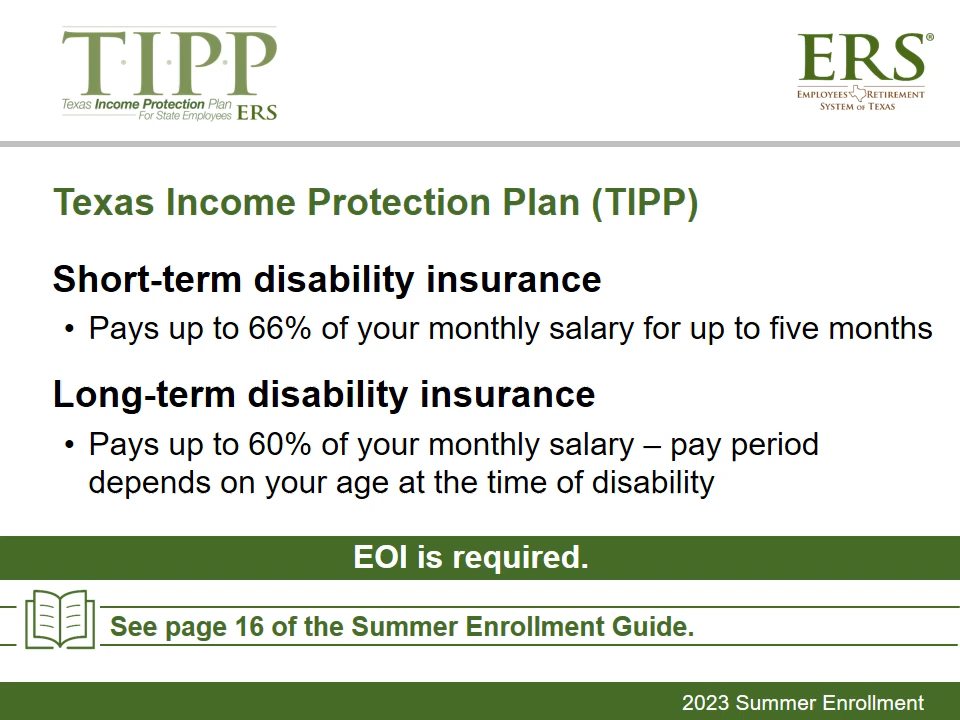 T·I·P·P
Texas Income Protection Plan
For State Employees ERS
ERS®
EMPLOYEES RETIREMENT
SYSTEM OF TEXAS
Texas Income Protection Plan (TIPP)
Short-term disability insurance
• Pays up to 66% of your monthly salary for up to five months
Long-term disability insurance
• Pays up to 60% of your monthly salary – pay period
depends on your age at the time of disability
EOI is required.
See page 16 of the Summer Enrollment Guide.
2023 Summer Enrollment